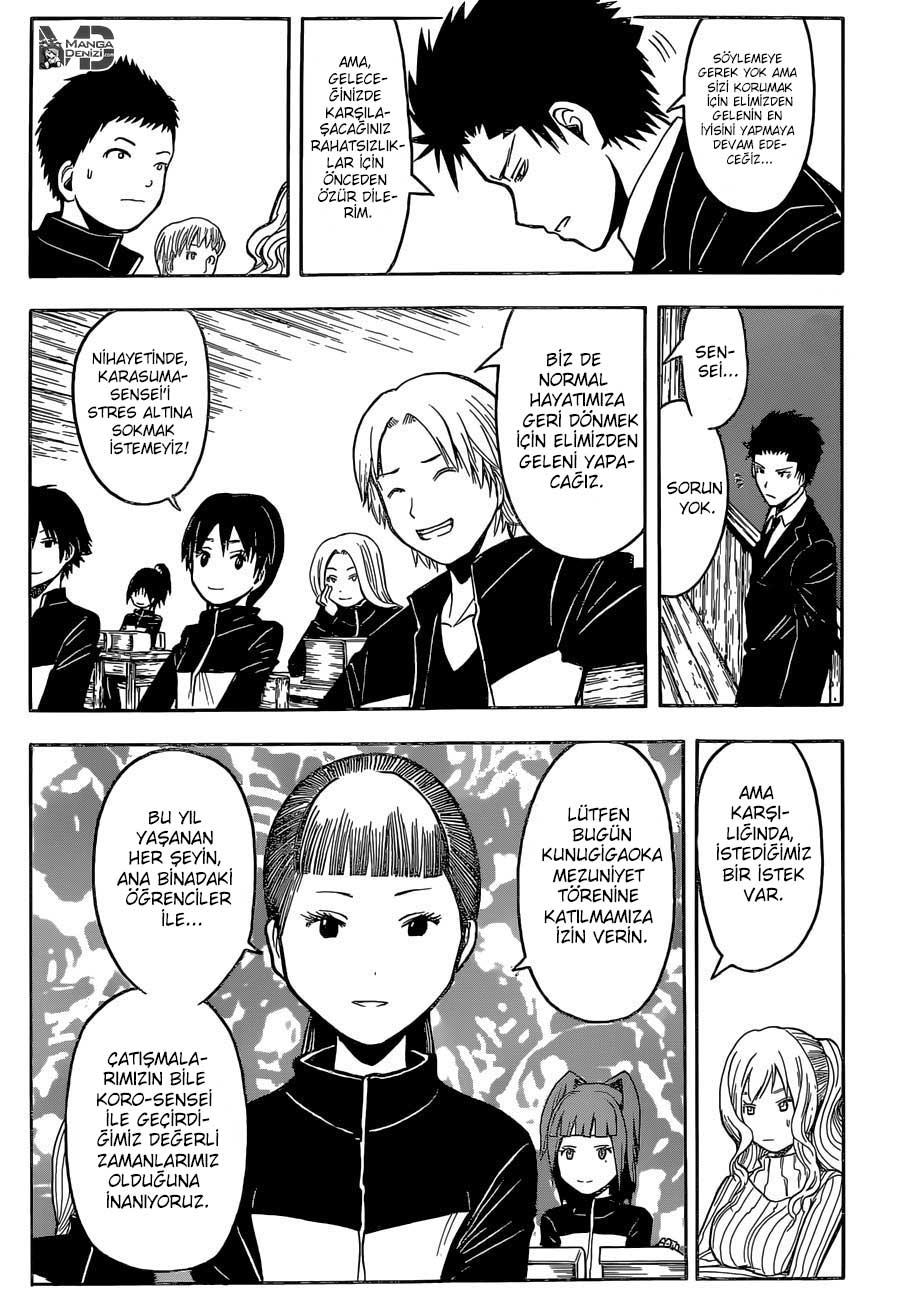 MD MANGA
DENİZİ
SÖYLEMEYE
GEREK YOK AMA
SİZİ KORUMAK
İÇİN ELİMİZDEN
GELENİN EN
İYİSİNİ YAPMAYA
DEVAM EDE-
CEĞİZ...
AMA,
GELECE-
ĞİNİZDE
KARŞILA-
ŞACAĞINIZ
RAHATSIZLIK-
LAR İÇİN
ÖNCEDEN
ÖZÜR DİLE-
RİM.
SEN-
SEİ...
SORUN
YOK.
BİZ DE
NORMAL
HAYATIMIZA
GERİ DÖNMEK
İÇİN ELİMİZDEN
GELENİ YAPA-
CAĞIZ.
NİHAYETİNDE,
KARASUMA-
SENSEİ'İ
STRES ALTINA
SOKMAK
İSTEMEYİZ!
AMA
KARŞI-
LIĞINDA,
İSTEDİĞİMİZ
BİR İSTEK
VAR.
LÜTFEN
BUGÜN
KUNUGİGAOKA
MEZUNİYET
TÖRENİNE
KATILMAMIZA
İZİN VERİN.
BU YIL
YAŞANAN
HER ŞEYİN,
ANA BİNADAKİ
ÖĞRENCİLER
İLE...
ÇATIŞMALA-
RIMIZIN BİLE
KORO-SENSEİ
İLE GEÇİRDİ-
ĞİMİZ DEĞERLİ
ZAMANLARIMIZ
OLDUĞUNA
İNANIYORUZ.